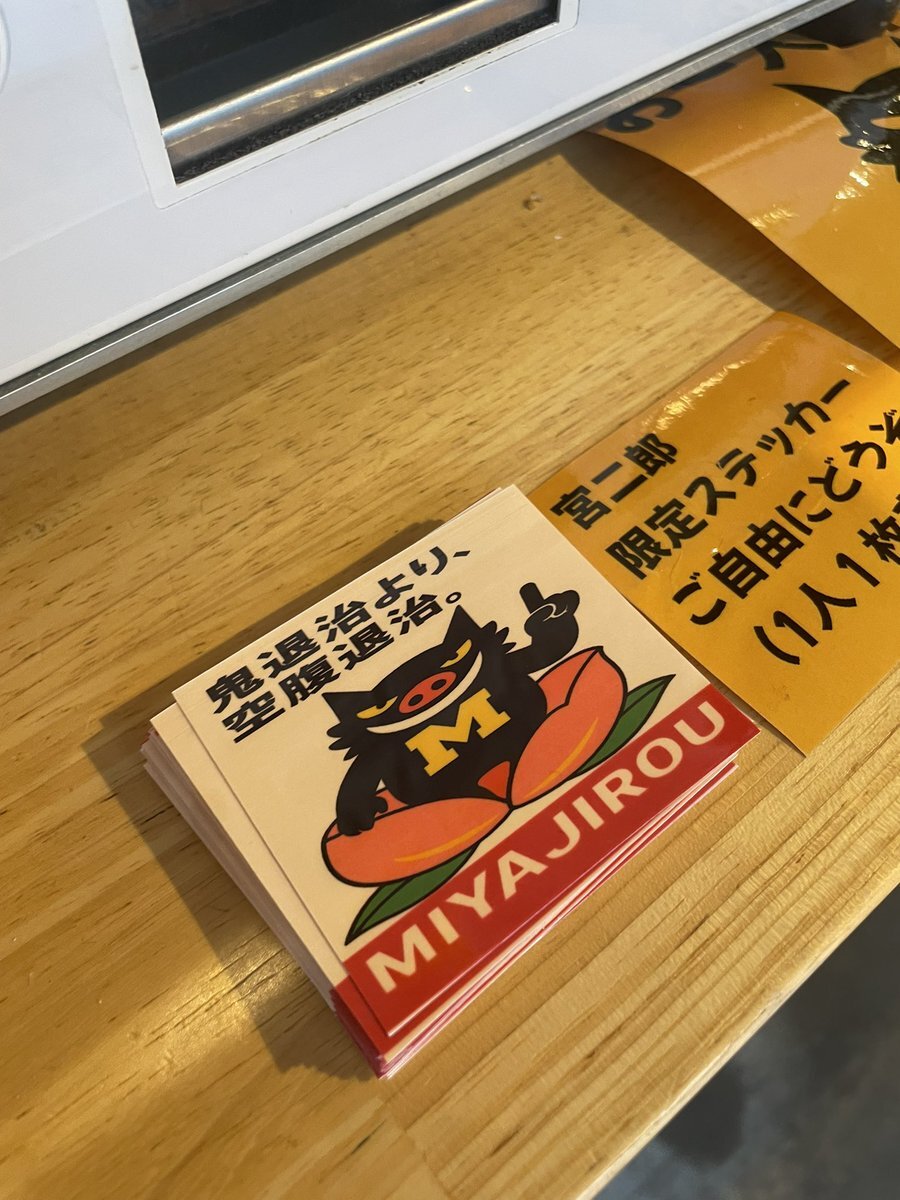 鬼退治より、
空腹退治。
M
MIYAJIROU
宮二郎
限定ステッカー
ご自由にどうぞ
(1人1枚